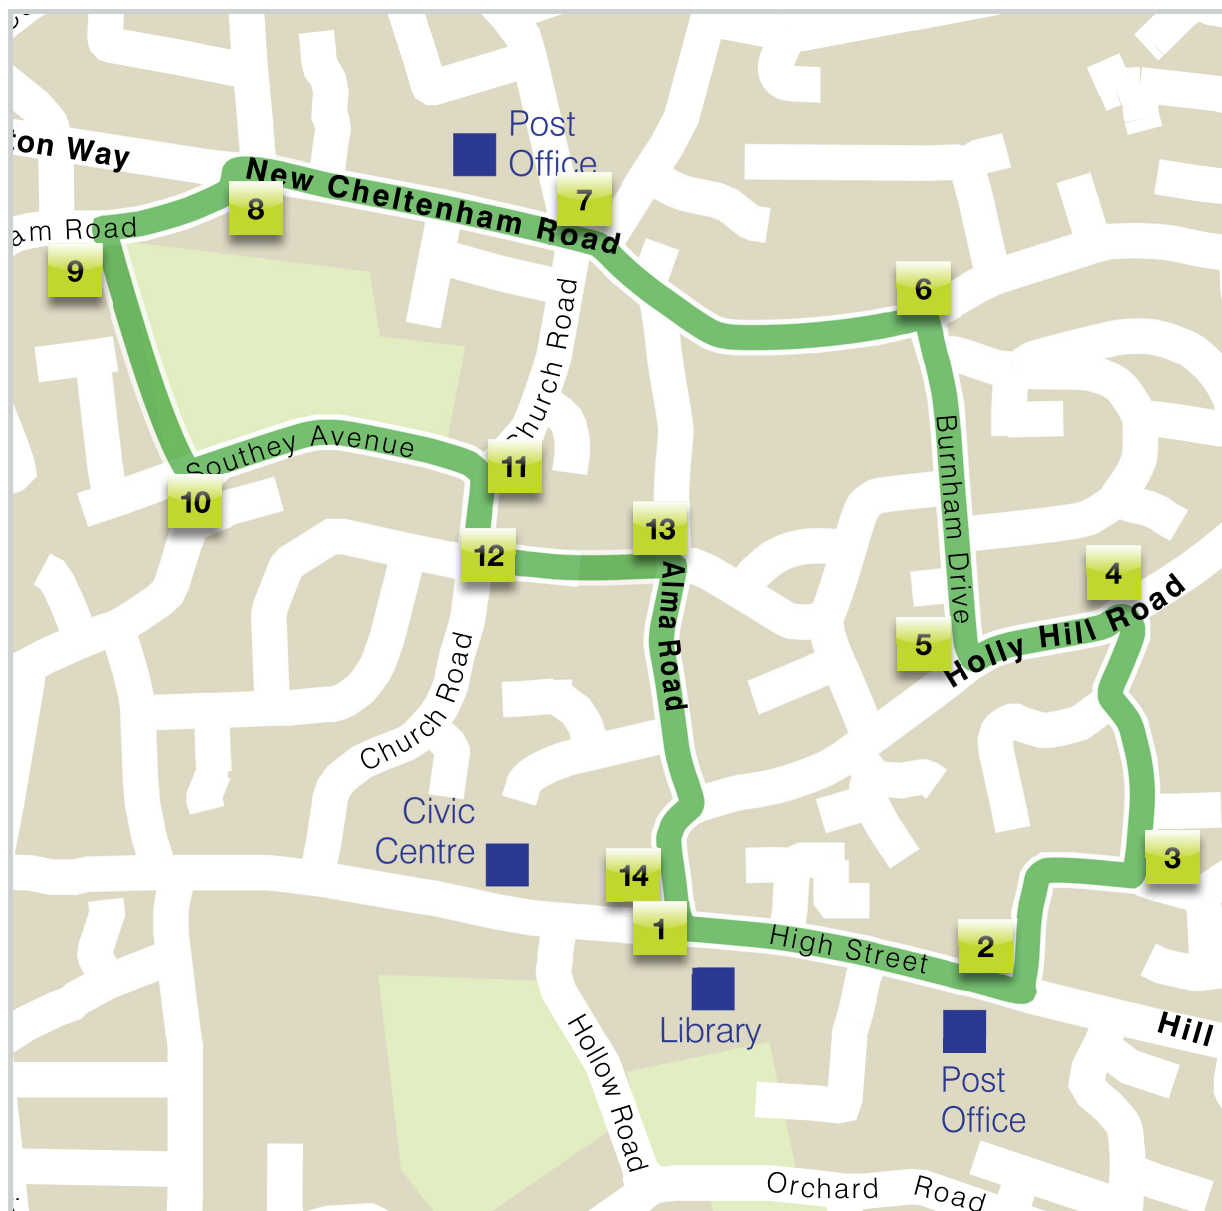 Post
Office
ton Way
New Cheltenham Road
7
8
am Road
9
6
Church Road
Burnham Drive
Southey Avenue
11
10
13
12
4
Alma Road
5
Holly Hill Road
Church Road
Civic
Centre
14
3
1
High Street
2
Library
Hill
Post
Office
Hollow Road
Orchard Road